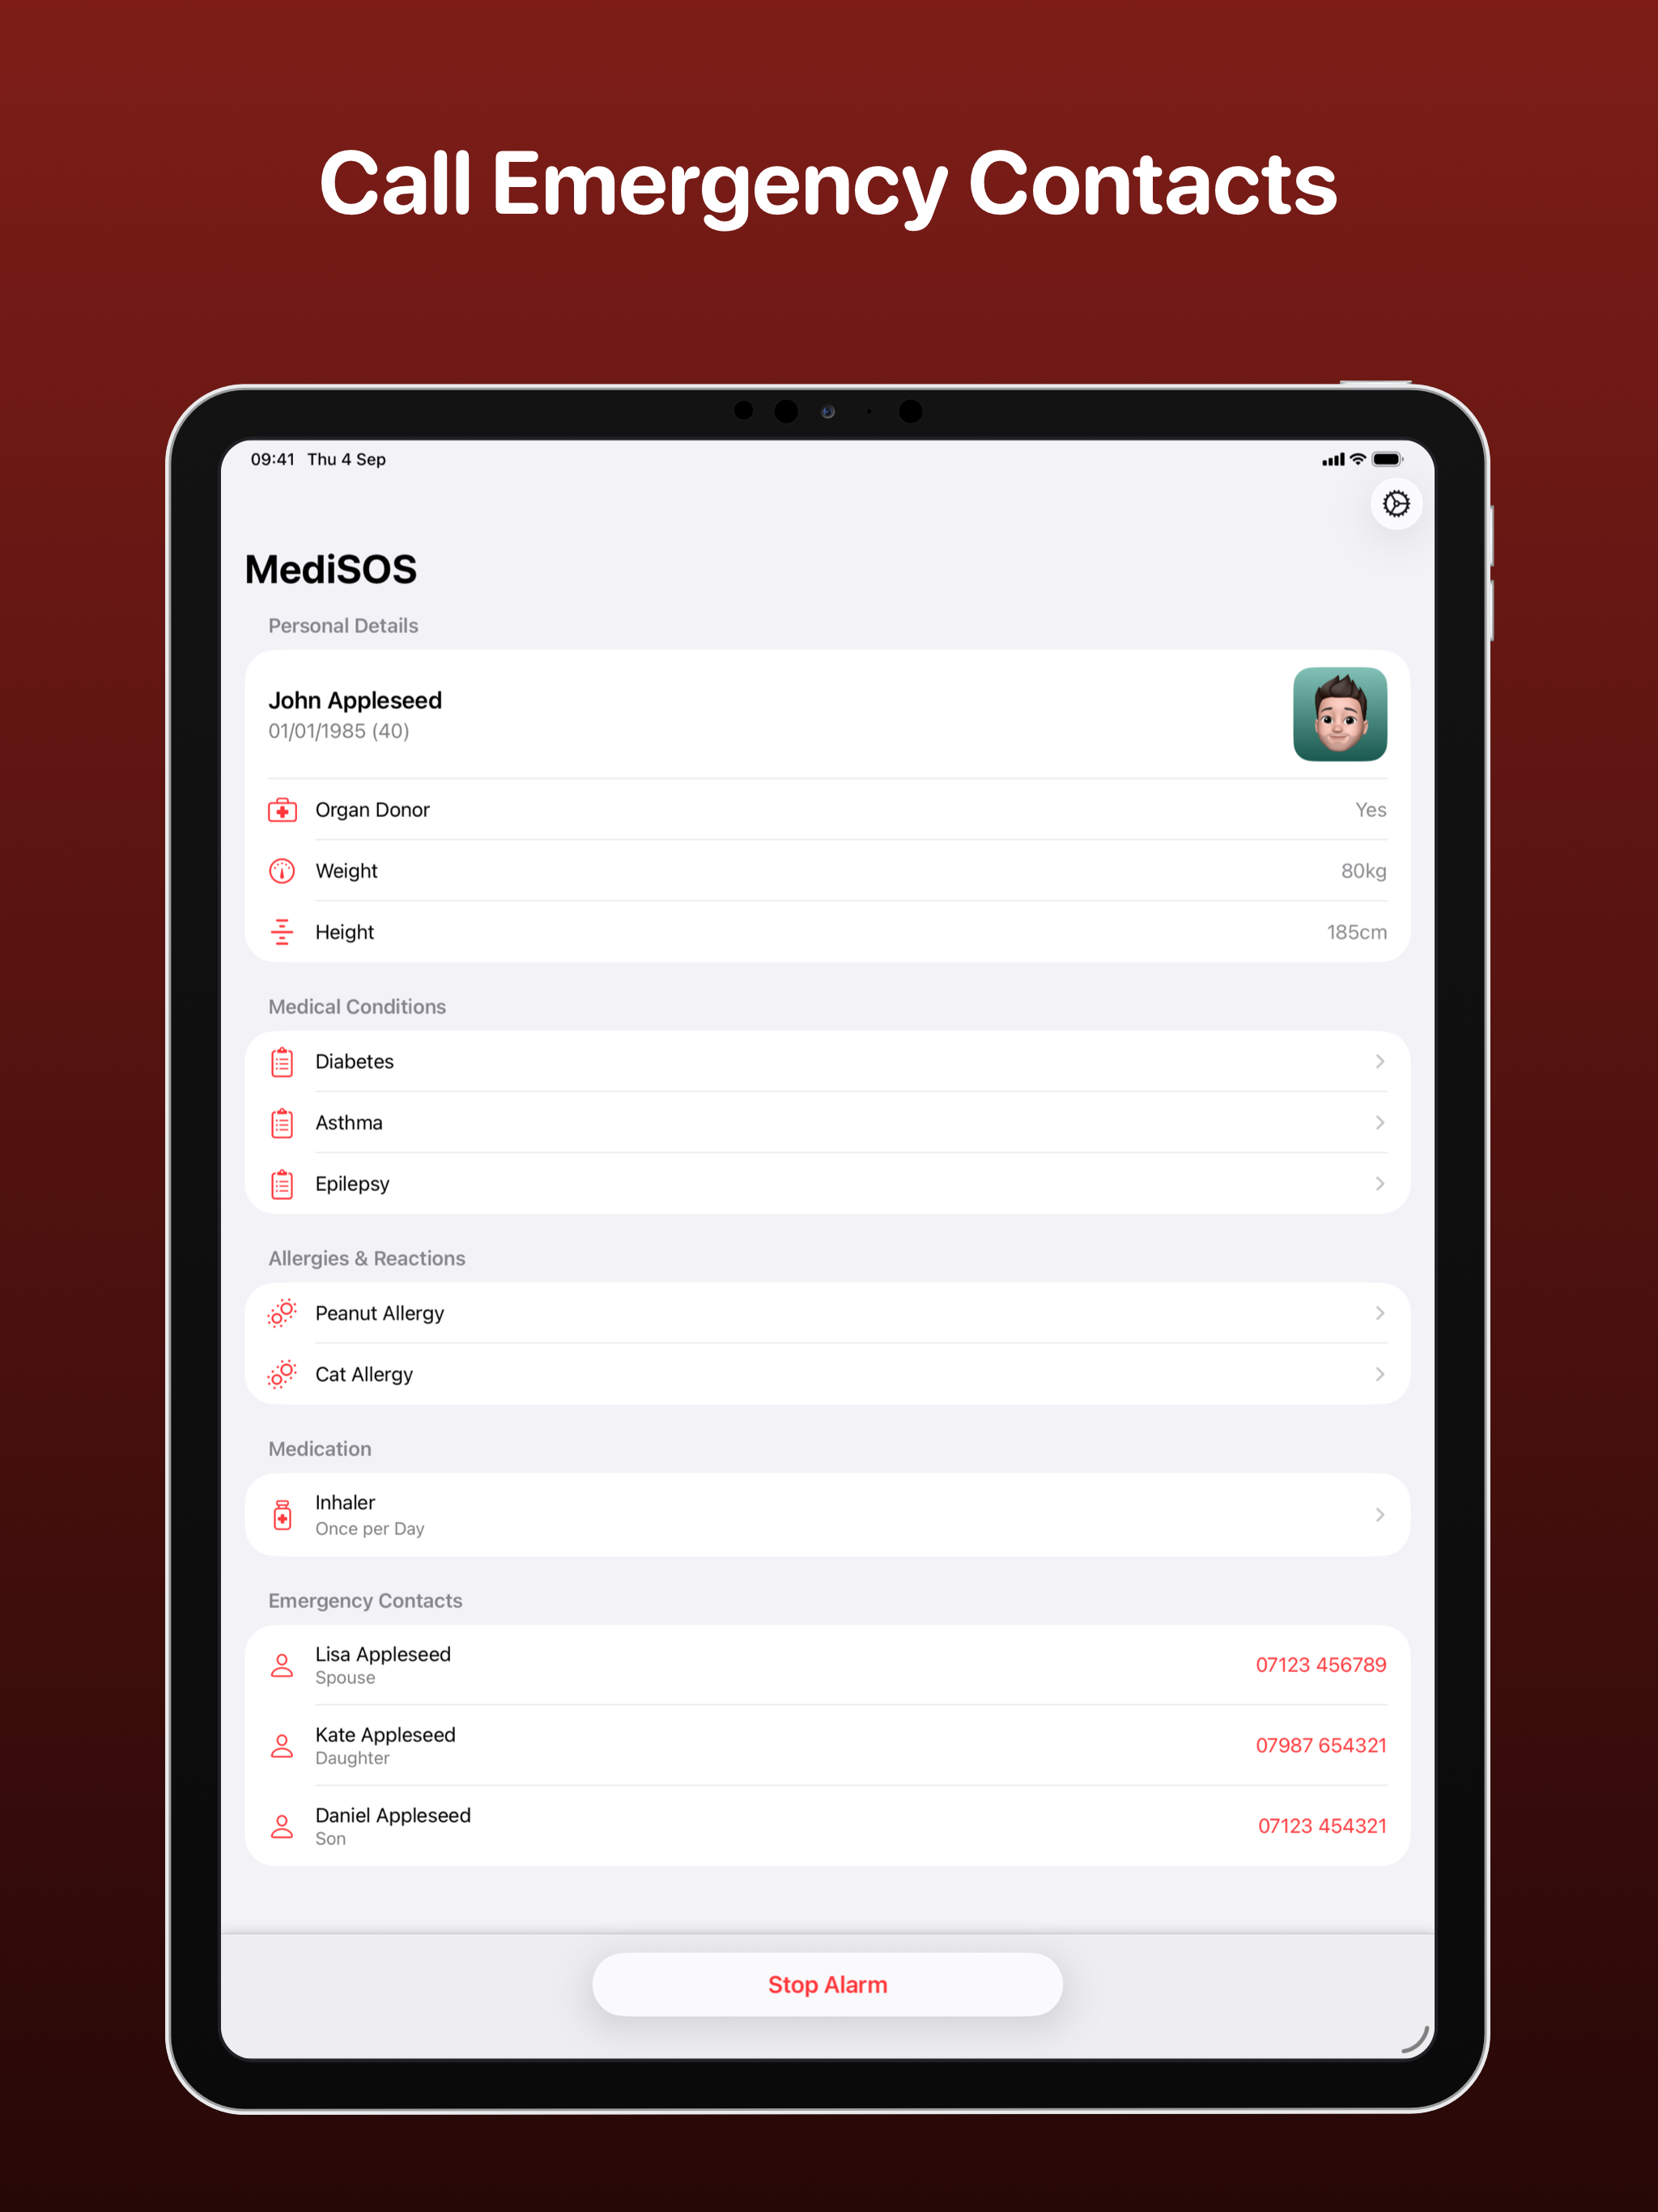 Call Emergency Contacts
09:41 Thu 4 Sep
MediSOS
Personal Details
John Appleseed
01/01/1985 (40)
Organ Donor Yes
Weight 80kg
Height 185cm
Medical Conditions
Diabetes
Asthma
Epilepsy
Allergies & Reactions
Peanut Allergy
Cat Allergy
Medication
Inhaler
Once per Day
Emergency Contacts
Lisa Appleseed
Spouse
07123 456789
Kate Appleseed
Daughter
07987 654321
Daniel Appleseed
Son
07123 454321
Stop Alarm